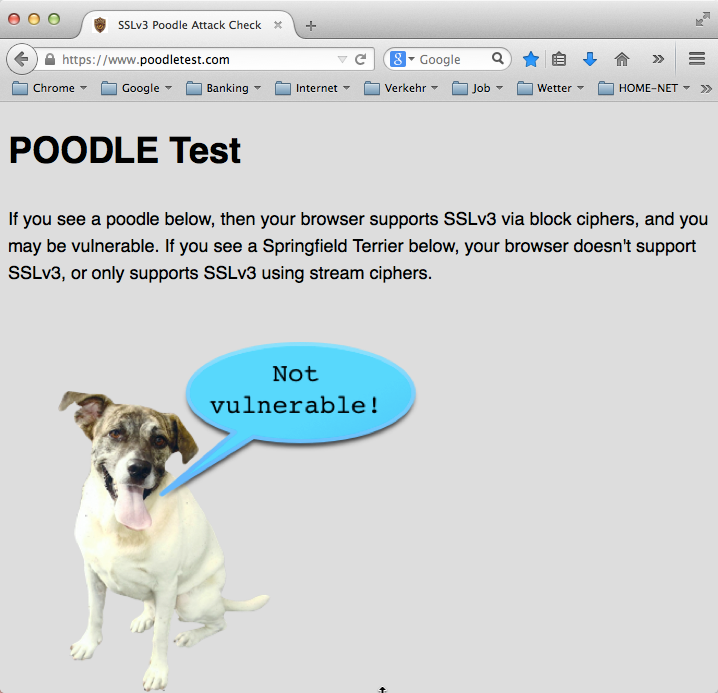 SSLv3 Poodle Attack Check
https://www.poodletest.com
Google
Chrome Google Banking Internet Verkehr Job Wetter HOME-NET
POODLE Test
If you see a poodle below, then your browser supports SSLv3 via block ciphers, and you
may be vulnerable. If you see a Springfield Terrier below, your browser doesn't support
SSLv3, or only supports SSLv3 using stream ciphers.
Not
vulnerable!